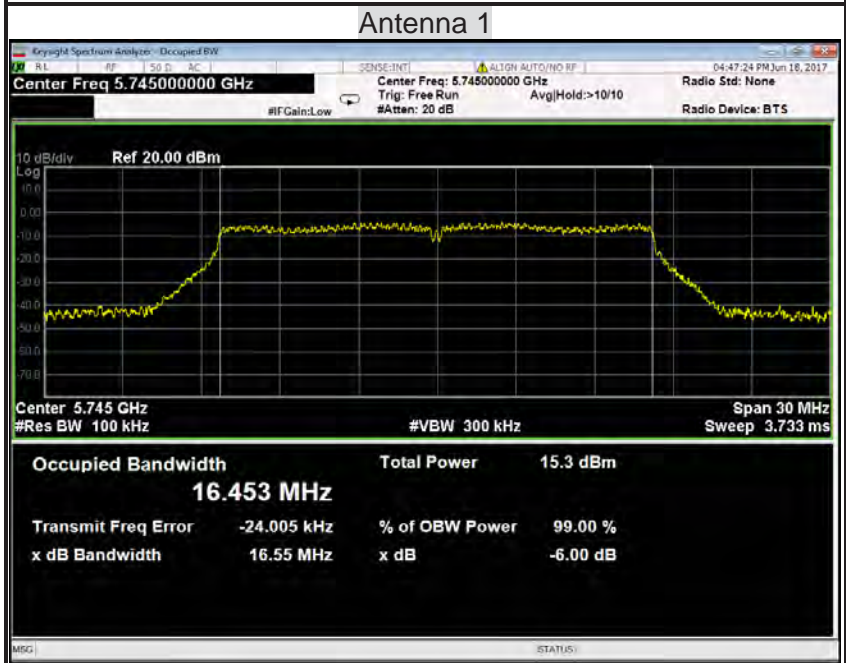 Antenna 1
Keysight Spectrum Analyzer - Occupied BW
RL RF 50 Ω AC SENSE:INT ALIGN AUTO/NO RF 04:47:24 PM Jun 18, 2017
Center Freq 5.745000000 GHz Center Freq: 5.745000000 GHz Radio Std: None
Trig: Free Run Avg|Hold:>10/10
#IFGain:Low #Atten: 20 dB Radio Device: BTS
10 dB/div Ref 20.00 dBm
Log
10.0
0.00
-10.0
-20.0
-30.0
-40.0
-50.0
-60.0
-70.0
Center 5.745 GHz Span 30 MHz
#Res BW 100 kHz #VBW 300 kHz Sweep 3.733 ms
Occupied Bandwidth Total Power 15.3 dBm
16.453 MHz
Transmit Freq Error -24.005 kHz % of OBW Power 99.00 %
x dB Bandwidth 16.55 MHz x dB -6.00 dB
MSG STATUS